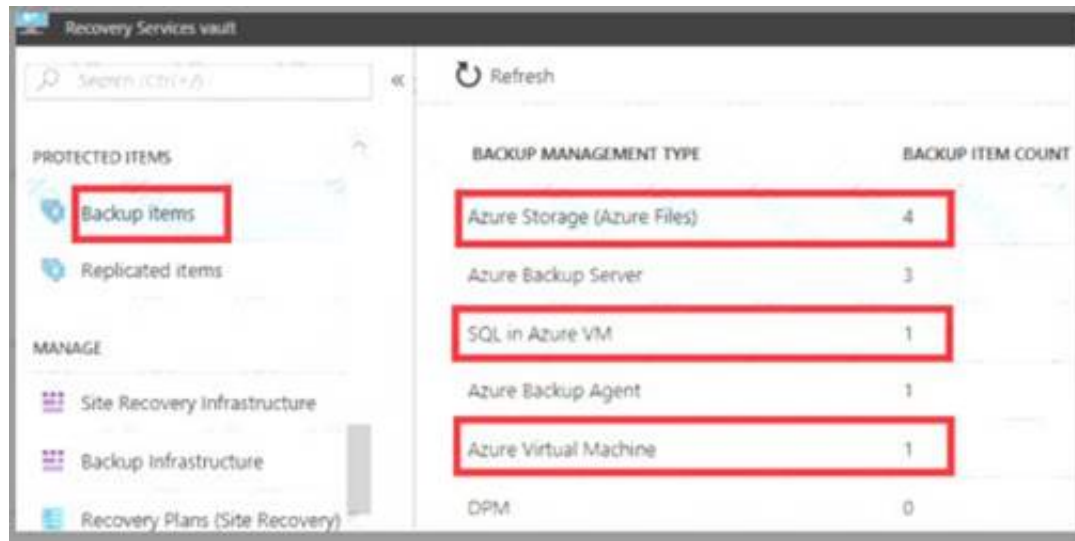 Recovery Services vault
Search (Ctrl+/)
«
Refresh
PROTECTED ITEMS
Backup items
Replicated items
MANAGE
Site Recovery Infrastructure
Backup Infrastructure
Recovery Plans (Site Recovery)
BACKUP MANAGEMENT TYPE BACKUP ITEM COUNT
Azure Storage (Azure Files) 4
Azure Backup Server 3
SQL in Azure VM 1
Azure Backup Agent 1
Azure Virtual Machine 1
DPM 0